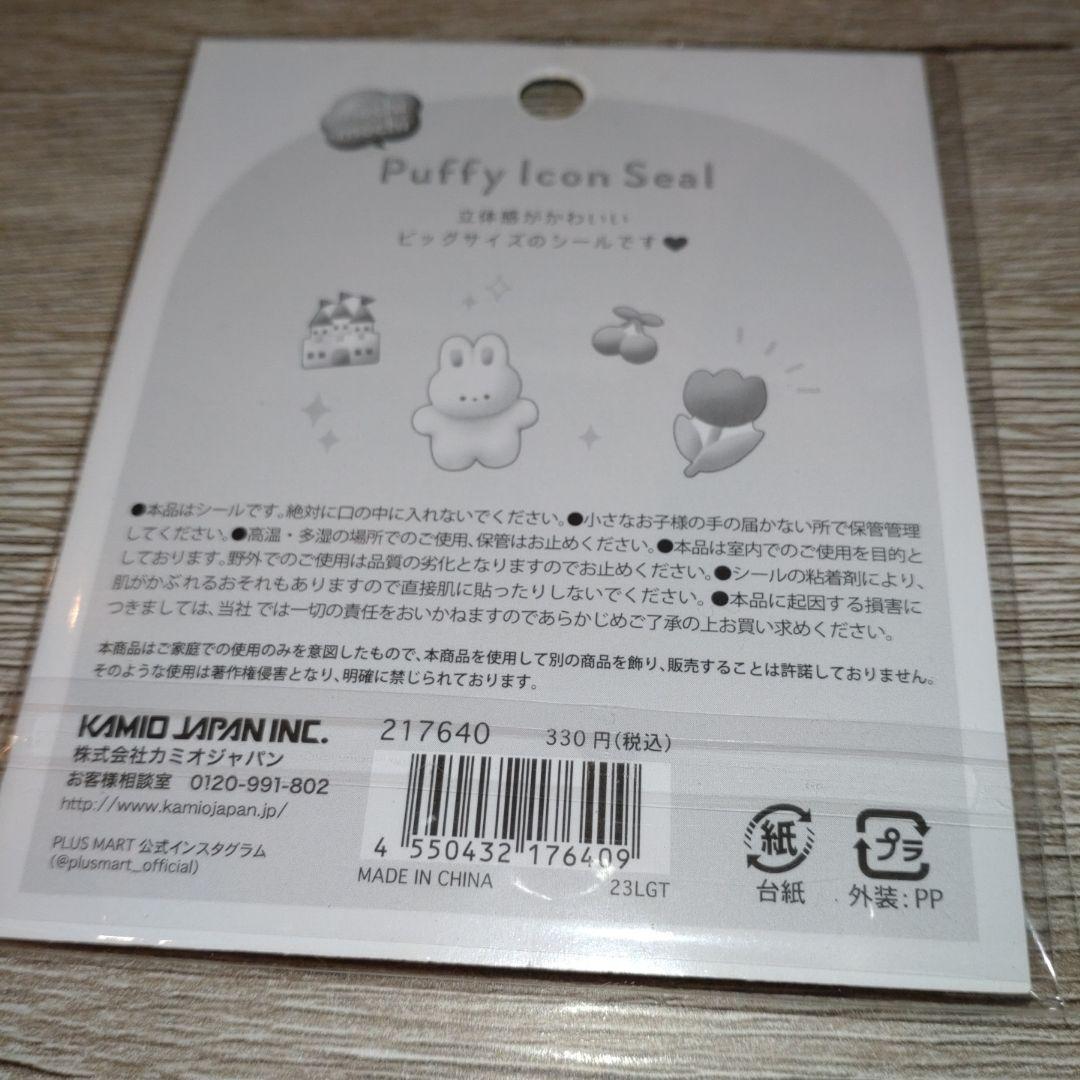 Puffy Icon Seal
立体感がかわいい
ビッグサイズのシールです♥
●本品はシールです。絶対に口の中に入れないでください。●小さなお子様の手の届かない所で保管管理
してください。●高温・多湿の場所でのご使用、保管はお止めください。●本品は室内でのご使用を目的と
しております。野外でのご使用は品質の劣化となりますのでお止めください。●シールの粘着剤により、
肌がかぶれるおそれもありますので直接肌に貼ったりしないでください。●本品に起因する損害に
つきましては、当社では一切の責任をおいかねますのであらかじめご了承の上お買い求めください。
本商品はご家庭での使用のみを意図したもので、本商品を使用して別の商品を飾り、販売することは許諾しておりません。
そのような使用は著作権侵害となり、明確に禁じられております。
KAMIO JAPAN INC.
株式会社カミオジャパン
お客様相談室 0120-991-802
http://www.kamiojapan.jp/
PLUS MART 公式インスタグラム
(@plusmart_official)
217640 330円(税込)
4 550432 176409
MADE IN CHINA 23LGT
紙
台紙
プラ
外装:PP